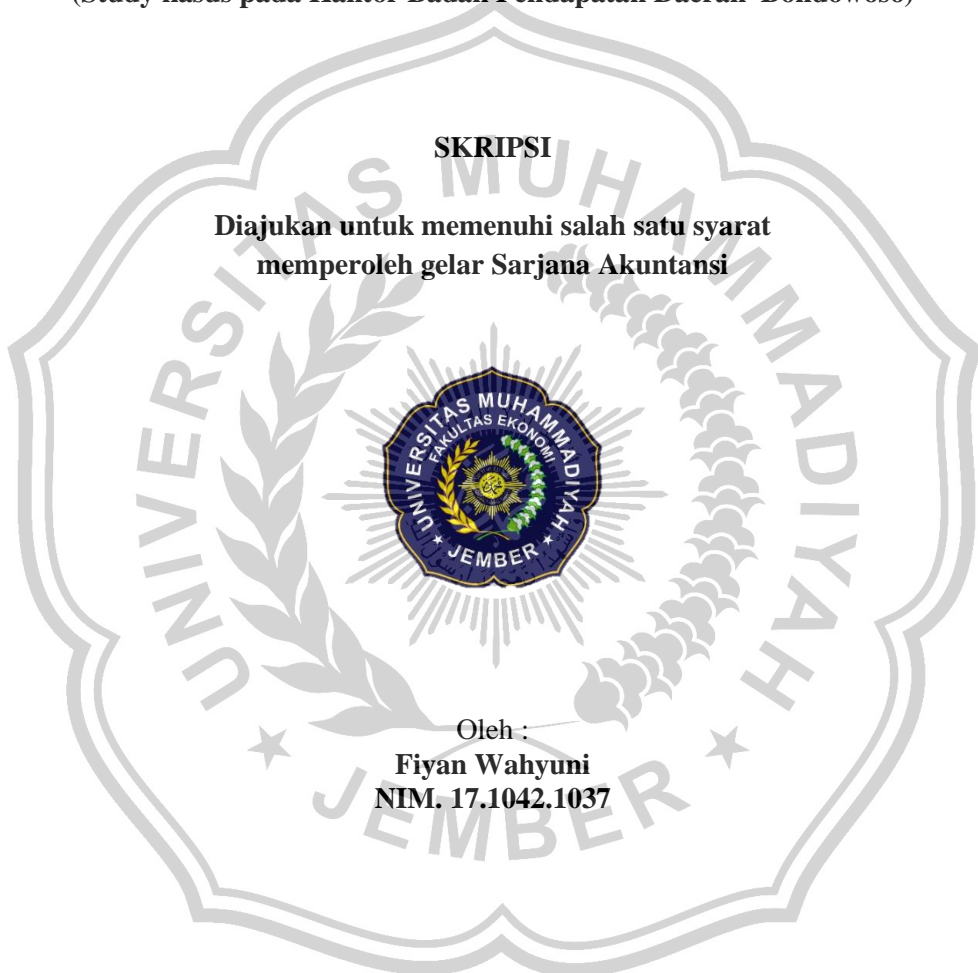 (Study kasus pada Kantor Badan Pendapatan Daerah Bondowoso)
SKRIPSI
Diajukan untuk memenuhi salah satu syarat
memperoleh gelar Sarjana Akuntansi
UNIVERSITAS MUHAMMADIYAH
FAKULTAS EKONOMI
JEMBER
Oleh :
Fiyan Wahyuni
NIM. 17.1042.1037
UNIVERSITAS MUHAMMADIYAH
JEMBER